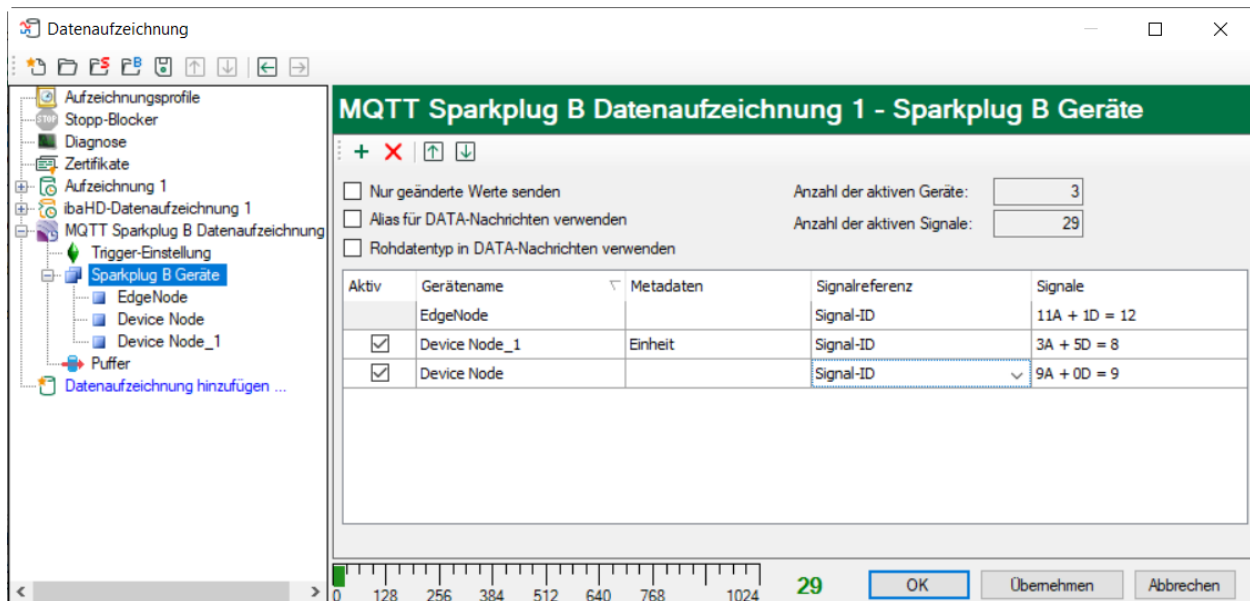 Datenaufzeichnung
Aufzeichnungsprofile
Stopp-Blocker
Diagnose
Zertifikate
Aufzeichnung 1
ibaHD-Datenaufzeichnung 1
MQTT Sparkplug B Datenaufzeichnung
Trigger-Einstellung
Sparkplug B Geräte
EdgeNode
Device Node
Device Node_1
Puffer
Datenaufzeichnung hinzufügen ...
MQTT Sparkplug B Datenaufzeichnung 1 - Sparkplug B Geräte
Nur geänderte Werte senden
Anzahl der aktiven Geräte: 3
Alias für DATA-Nachrichten verwenden
Anzahl der aktiven Signale: 29
Rohdatentyp in DATA-Nachrichten verwenden
Aktiv Gerätename Metadaten Signalreferenz Signale
EdgeNode Signal-ID 11A + 1D = 12
Device Node_1 Einheit Signal-ID 3A + 5D = 8
Device Node Signal-ID 9A + 0D = 9
0 128 256 384 512 640 768 1024
29
OK Übernehmen Abbrechen